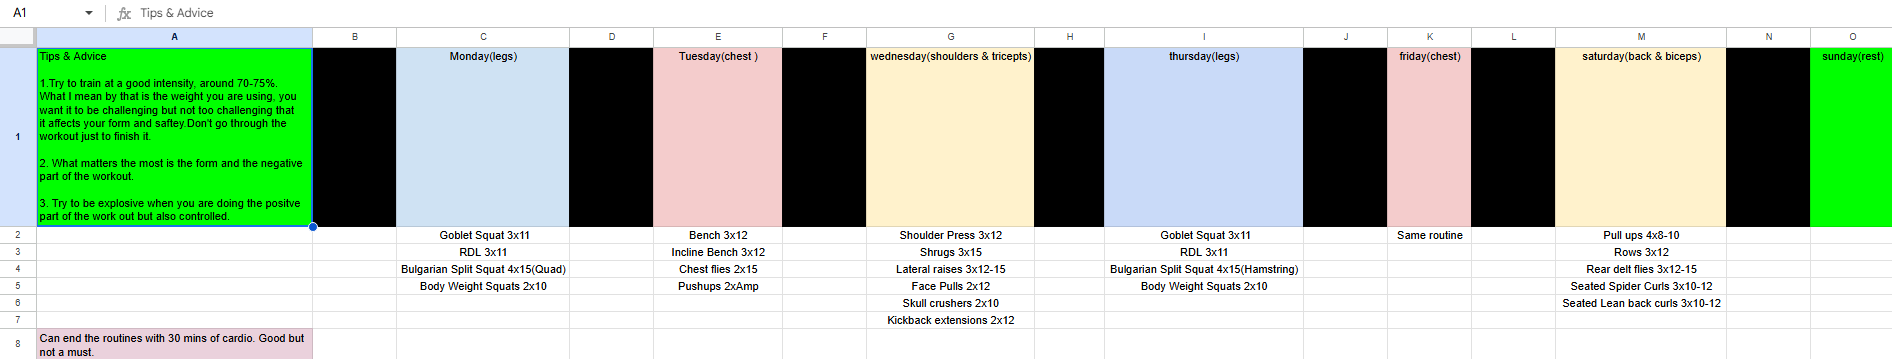 A1 fx Tips & Advice
A B C D E F G H I J K L M N O
1
Tips & Advice
1.Try to train at a good intensity, around 70-75%.
What I mean by that is the weight you are using, you
want it to be challenging but not too challenging that
it affects your form and saftey.Don't go through the
workout just to finish it.
2. What matters the most is the form and the negative
part of the workout.
3. Try to be explosive when you are doing the positve
part of the work out but also controlled.
Monday(legs) Tuesday(chest ) wednesday(shoulders & tricepts) thursday(legs) friday(chest) saturday(back & biceps) sunday(rest)
2 Goblet Squat 3x11 Bench 3x12 Shoulder Press 3x12 Goblet Squat 3x11 Same routine Pull ups 4x8-10
3 RDL 3x11 Incline Bench 3x12 Shrugs 3x15 RDL 3x11 Rows 3x12
4 Bulgarian Split Squat 4x15(Quad) Chest flies 2x15 Lateral raises 3x12-15 Bulgarian Split Squat 4x15(Hamstring) Rear delt flies 3x12-15
5 Body Weight Squats 2x10 Pushups 2xAmp Face Pulls 2x12 Body Weight Squats 2x10 Seated Spider Curls 3x10-12
6 Skull crushers 2x10 Seated Lean back curls 3x10-12
7 Kickback extensions 2x12
8 Can end the routines with 30 mins of cardio. Good but
not a must.